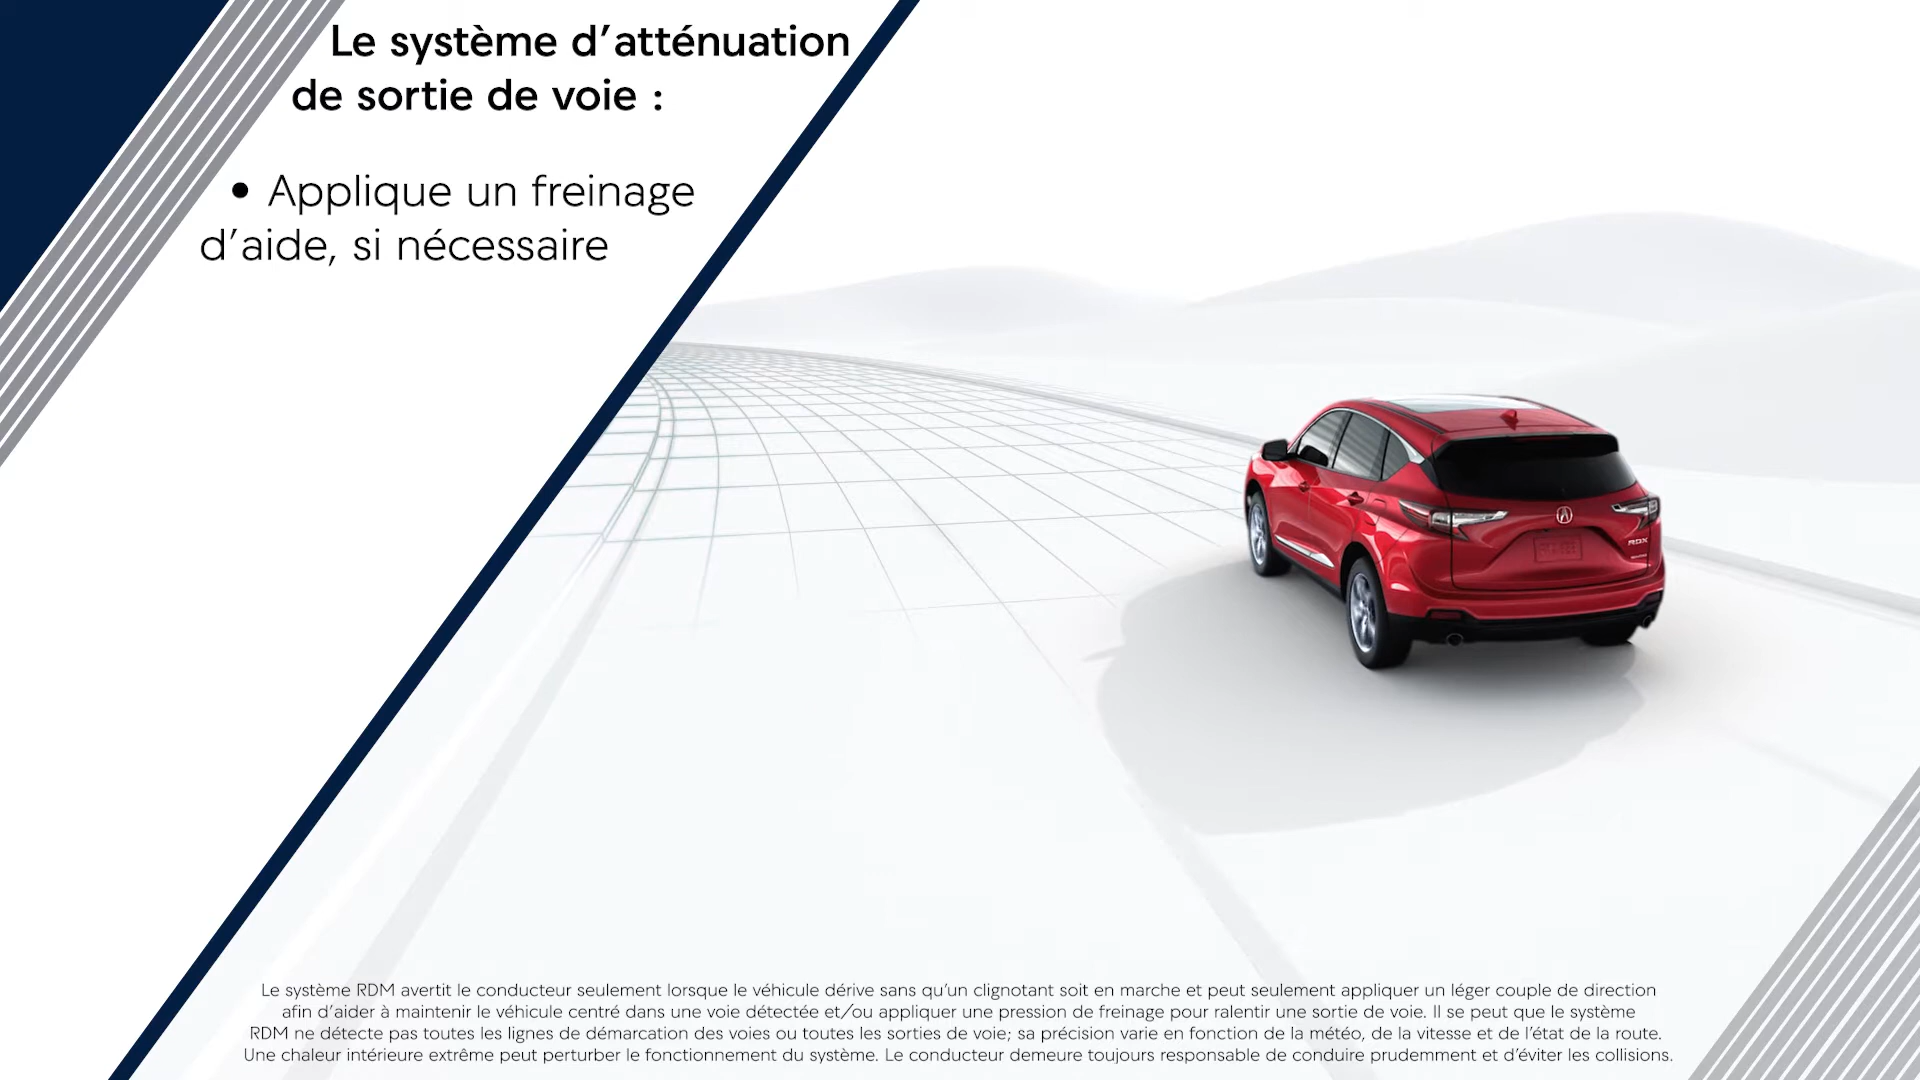 Le système d’atténuation
de sortie de voie :
• Applique un freinage
d’aide, si nécessaire
RDX
Le système RDM avertit le conducteur seulement lorsque le véhicule dérive sans qu’un clignotant soit en marche et peut seulement appliquer un léger couple de direction
afin d’aider à maintenir le véhicule centré dans une voie détectée et/ou appliquer une pression de freinage pour ralentir une sortie de voie. Il se peut que le système
RDM ne détecte pas toutes les lignes de démarcation des voies ou toutes les sorties de voie; sa précision varie en fonction de la météo, de la vitesse et de l’état de la route.
Une chaleur intérieure extrême peut perturber le fonctionnement du système. Le conducteur demeure toujours responsable de conduire prudemment et d’éviter les collisions.